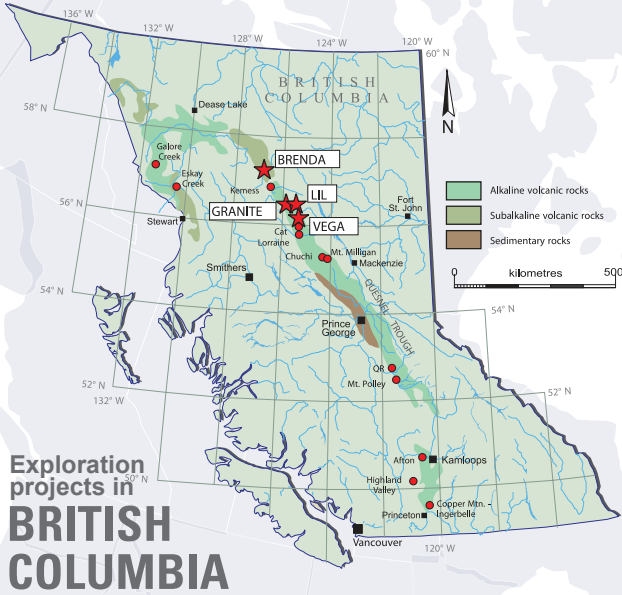 136° W
132° W
128° W
124° W
120° W
60° N
BRITISH
COLUMBIA
N
58° N
Dease Lake
Galore
Creek
Eskay
Creek
BRENDA
Kemess
LIL
GRANITE
VEGA
Fort
St. John
Alkaline volcanic rocks
Subalkaline volcanic rocks
Sedimentary rocks
56° N
Stewart
Cat
Lorraine
Chuchi
Mt. Milligan
Mackenzie
Smithers
0 kilometres 500
54° N
QUESNEL TROUGH
54° N
Prince
George
QR
Mt. Polley
52° N
132° W
52° N
Afton
Kamloops
Highland
Valley
Copper Mtn. -
Ingerbelle
Princeton
50° N
Vancouver
120° W
Exploration
projects in
BRITISH
COLUMBIA